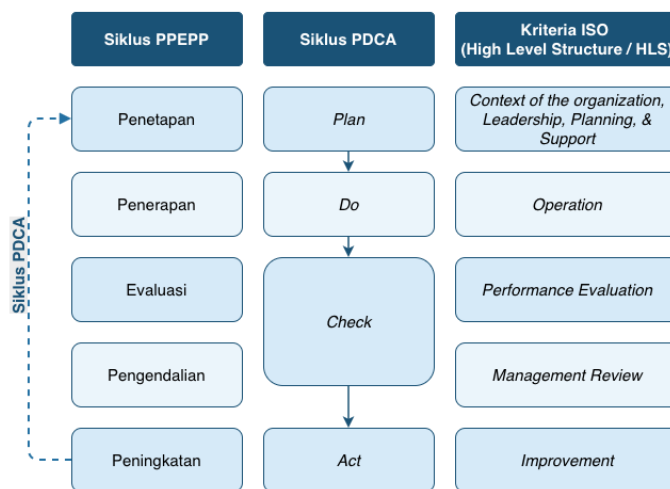 Siklus PPEPP
Siklus PDCA
Kriteria ISO
(High Level Structure / HLS)
Penetapan
Plan
Context of the organization,
Leadership, Planning, &
Support
Penerapan
Do
Operation
Evaluasi
Check
Performance Evaluation
Pengendalian
Management Review
Peningkatan
Act
Improvement
Siklus PDCA